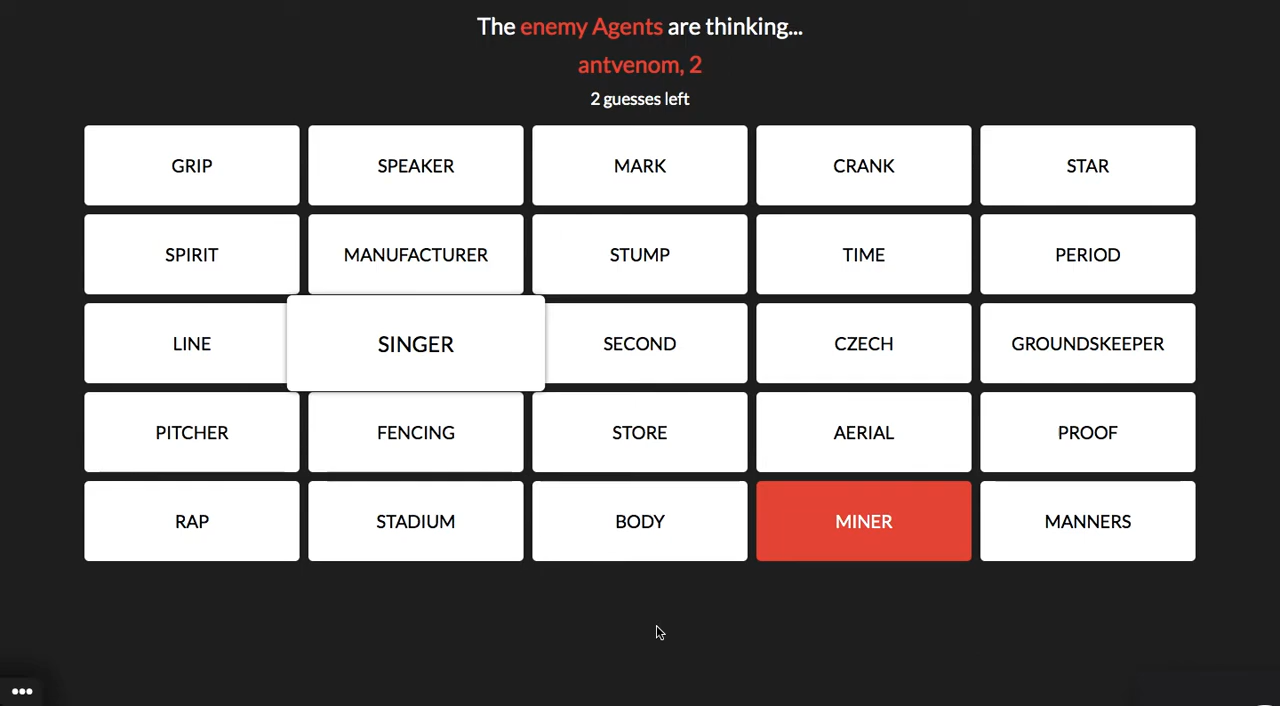 The enemy Agents are thinking...
antvenom, 2
2 guesses left
GRIP SPEAKER MARK CRANK STAR
SPIRIT MANUFACTURER STUMP TIME PERIOD
LINE SINGER SECOND CZECH GROUNDSKEEPER
PITCHER FENCING STORE AERIAL PROOF
RAP STADIUM BODY MINER MANNERS